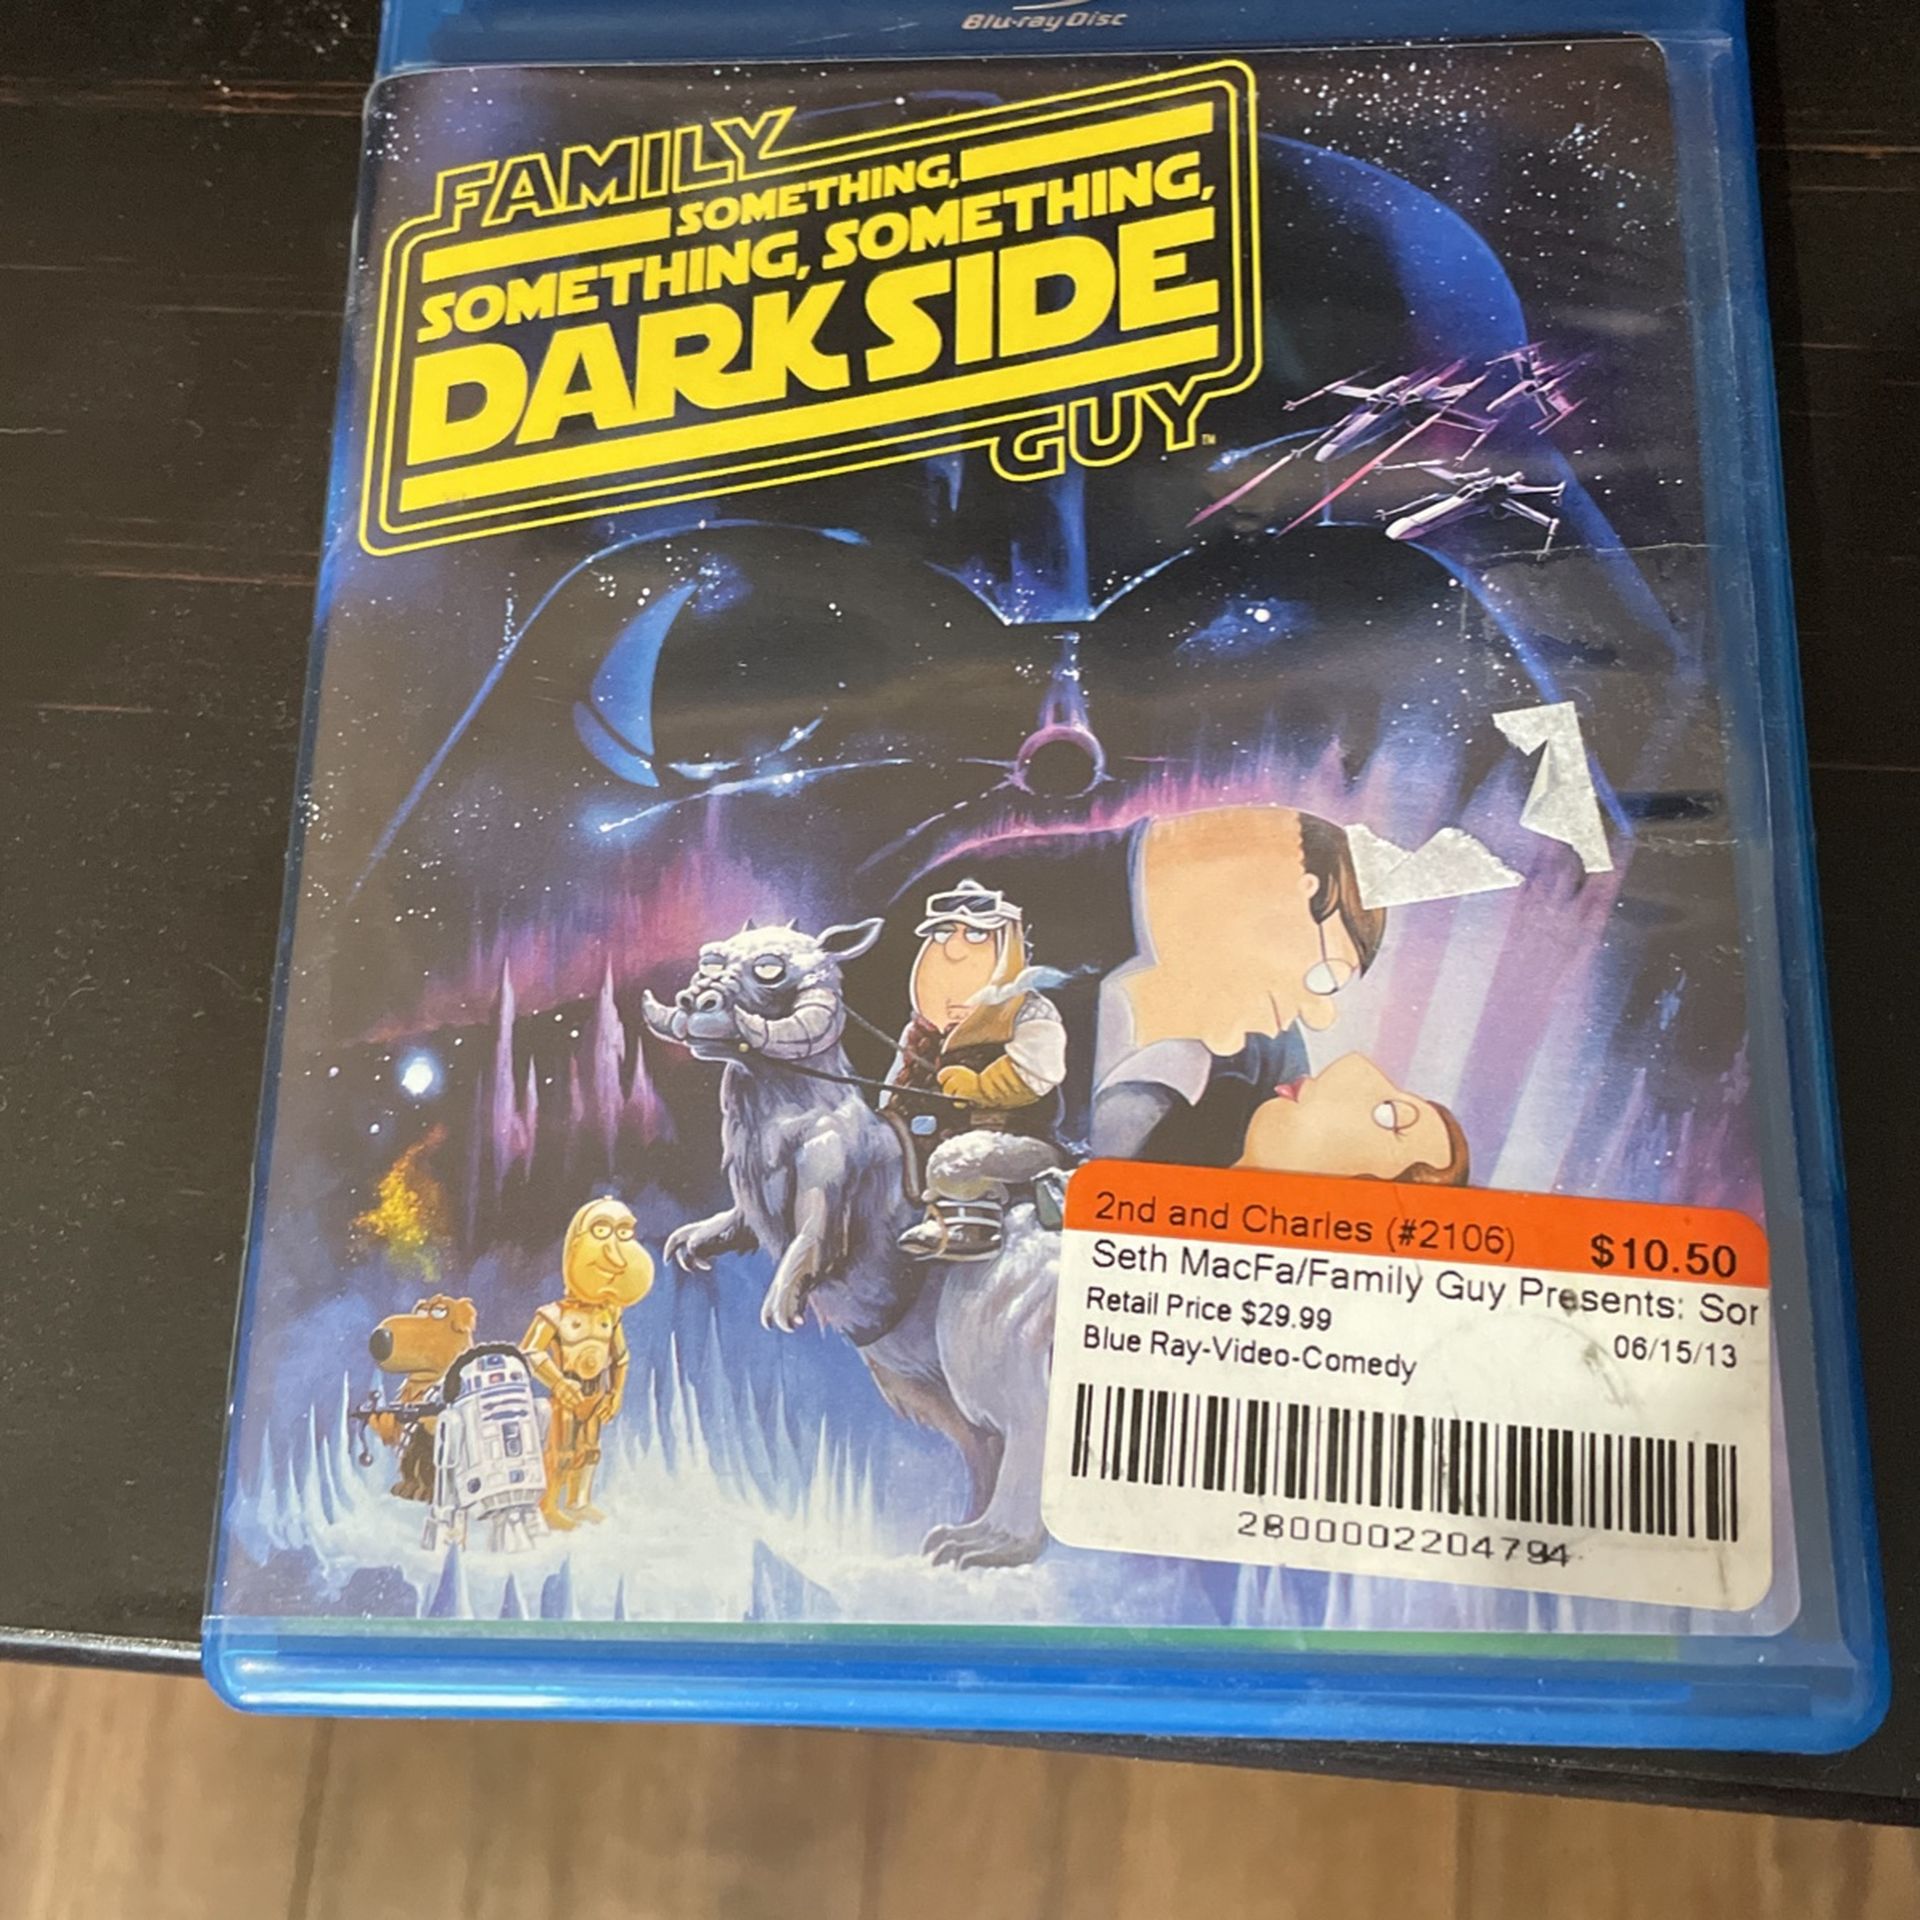 Blu-ray Disc
FAMILY
SOMETHING,
SOMETHING, SOMETHING,
DARK SIDE
GUY™
2nd and Charles (#2106) $10.50
Seth MacFa/Family Guy Presents: Sor
Retail Price $29.99
06/15/13
Blue Ray-Video-Comedy
2800002204794